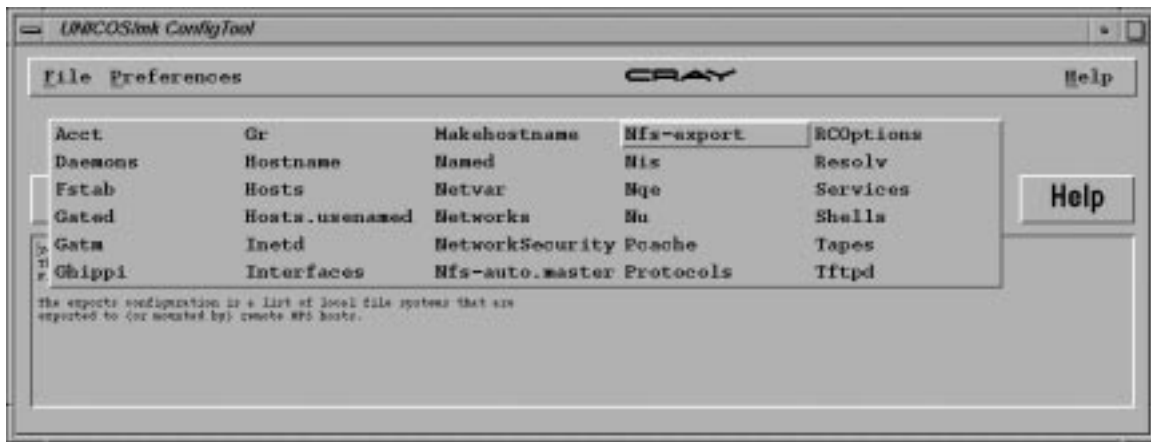 UNICOS/mk ConfigTool
File Preferences CRAY Help
Acct Gr Makehostname Nfs-export RCOptions
Daemons Hostname Named Nis Resolv
Fstab Hosts Netvar Nqe Services
Gated Hosts.usenamed Networks Nu Shells
Gatm Inetd NetworkSecurity Pcache Tapes
Ghippi Interfaces Nfs-auto.master Protocols Tftpd
Help
The exports configuration is a list of local file systems that are
exported to (or mounted by) remote NFS hosts.